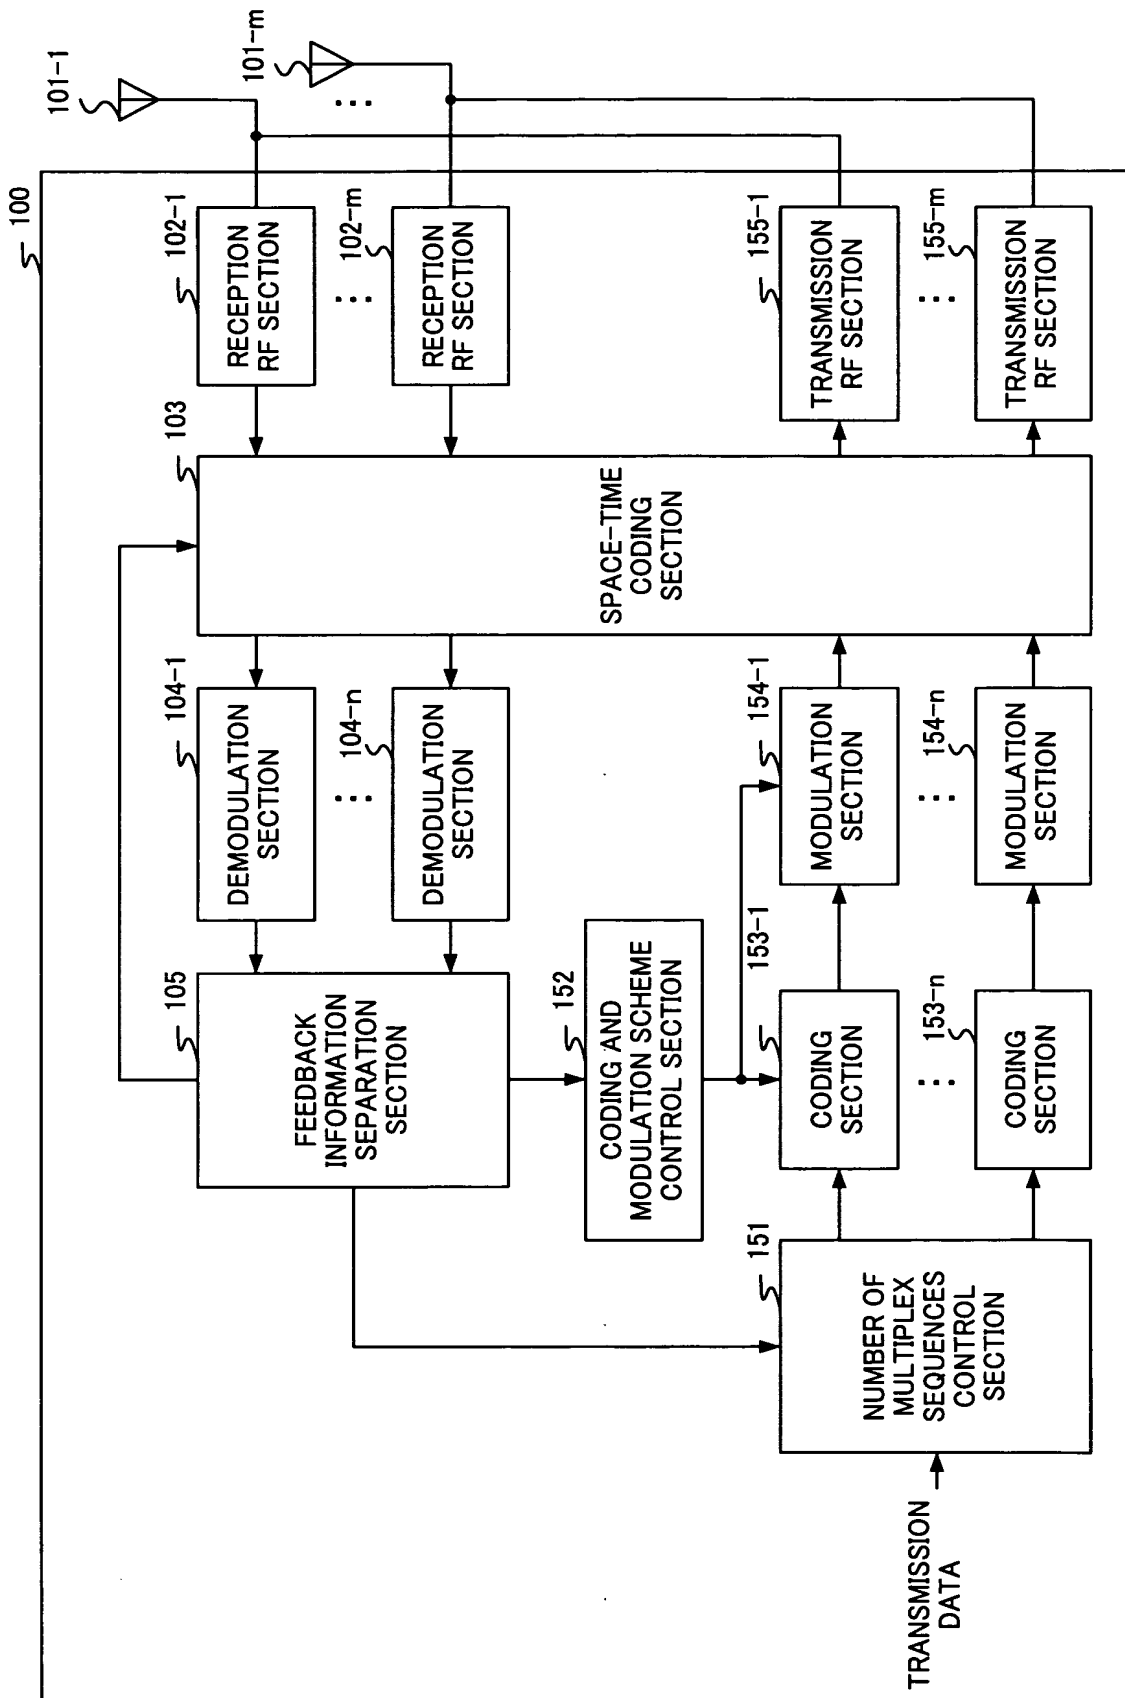 100
101-1
101-m
102-1
RECEPTION
RF SECTION
102-m
RECEPTION
RF SECTION
155-1
TRANSMISSION
RF SECTION
155-m
TRANSMISSION
RF SECTION
103
SPACE-TIME
CODING
SECTION
104-1
DEMODULATION
SECTION
104-n
DEMODULATION
SECTION
154-1
MODULATION
SECTION
154-n
MODULATION
SECTION
105
FEEDBACK
INFORMATION
SEPARATION
SECTION
152
CODING AND
MODULATION SCHEME
CONTROL SECTION
153-1
CODING
SECTION
153-n
CODING
SECTION
151
NUMBER OF
MULTIPLEX
SEQUENCES
CONTROL
SECTION
TRANSMISSION
DATA